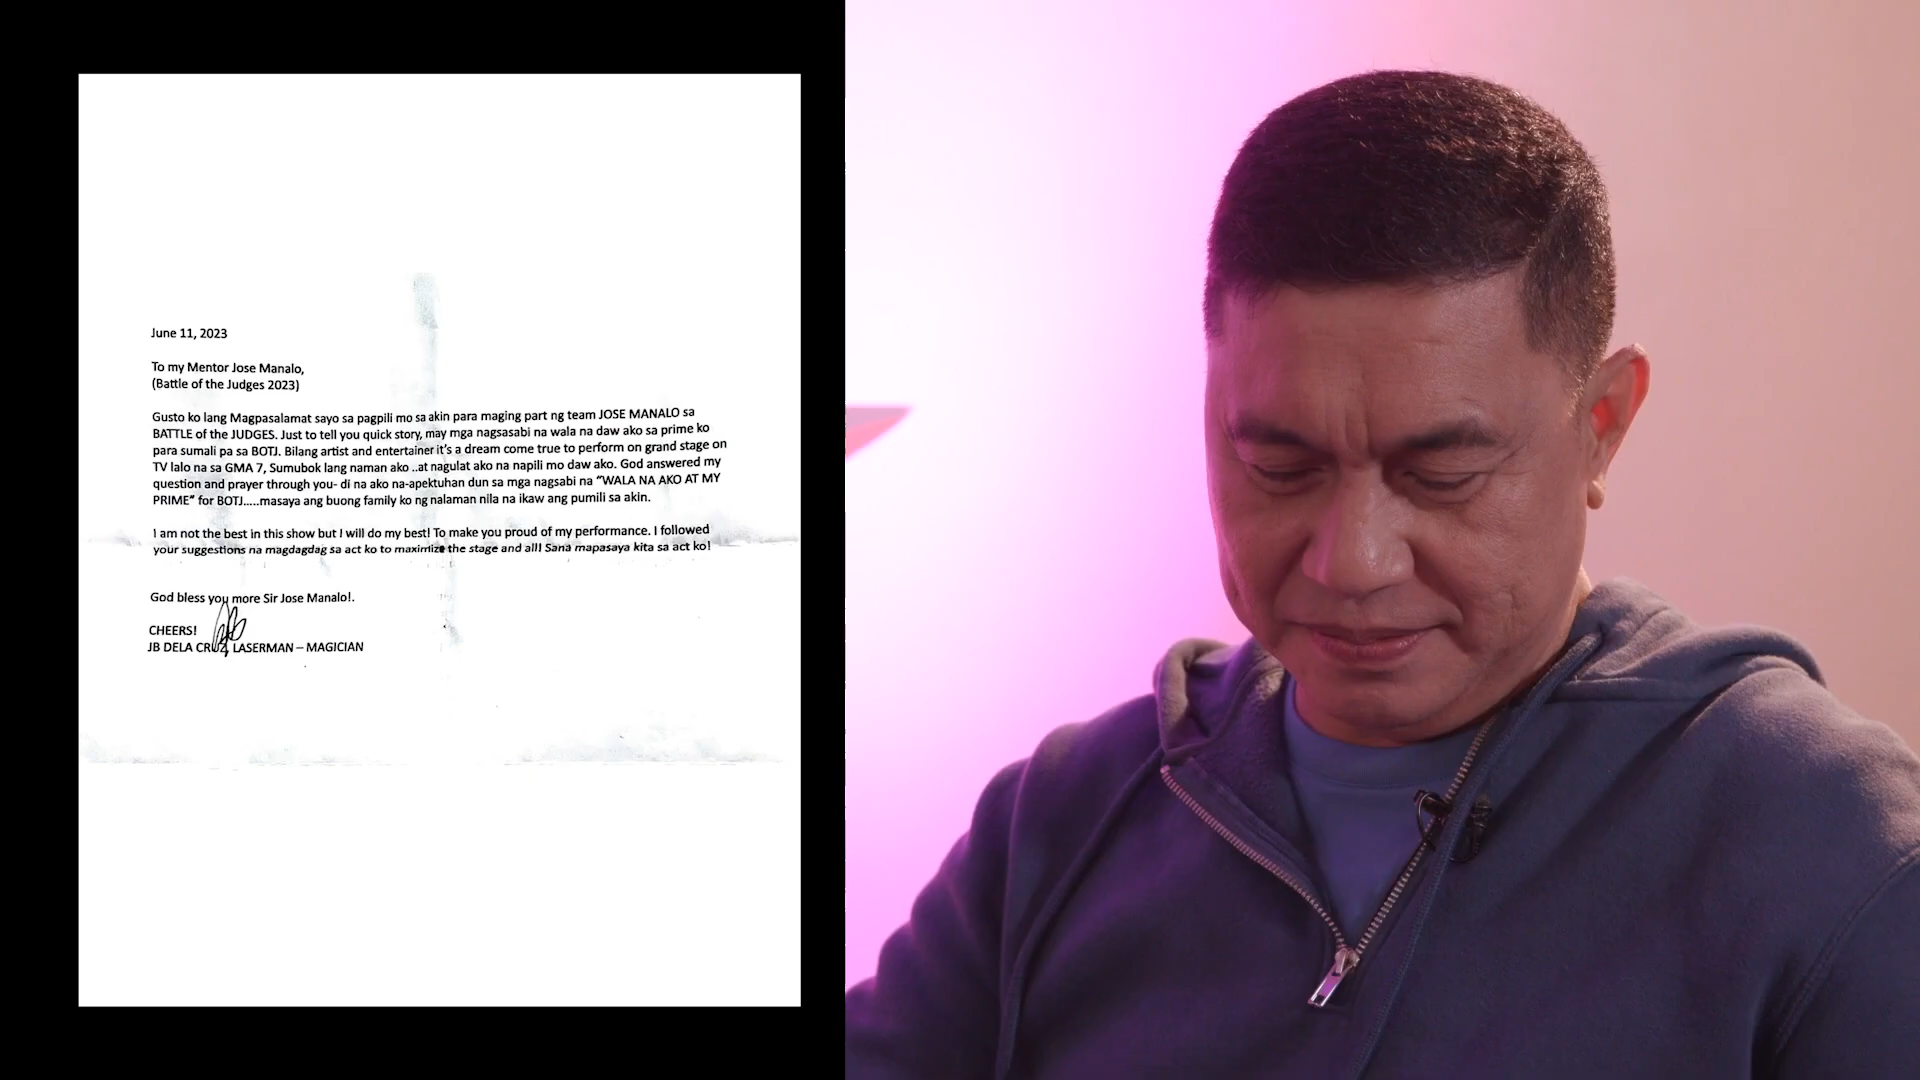 June 11, 2023
To my Mentor Jose Manalo,
(Battle of the Judges 2023)
Gusto ko lang Magpasalamat sayo sa pagpili mo sa akin para maging part ng team JOSE MANALO sa
BATTLE of the JUDGES. Just to tell you quick story, may mga nagsasabi na wala na daw ako sa prime ko
para sumali pa sa BOTJ. Bilang artist and entertainer it's a dream come true to perform on grand stage on
TV lalo na sa GMA 7, Sumubok lang naman ako ..at nagulat ako na napili mo daw ako. God answered my
question and prayer through you- di na ako na-apektuhan dun sa mga nagsabi na “WALA NA AKO AT MY
PRIME” for BOTJ.....masaya ang buong family ko ng nalaman nila na ikaw ang pumili sa akin.
I am not the best in this show but I will do my best! To make you proud of my performance. I followed
your suggestions na magdagdag sa act ko to maximize the stage and all! Sana mapasaya kita sa act ko!
God bless you more Sir Jose Manalo!.
CHEERS!
JB DELA CRUZ, LASERMAN – MAGICIAN